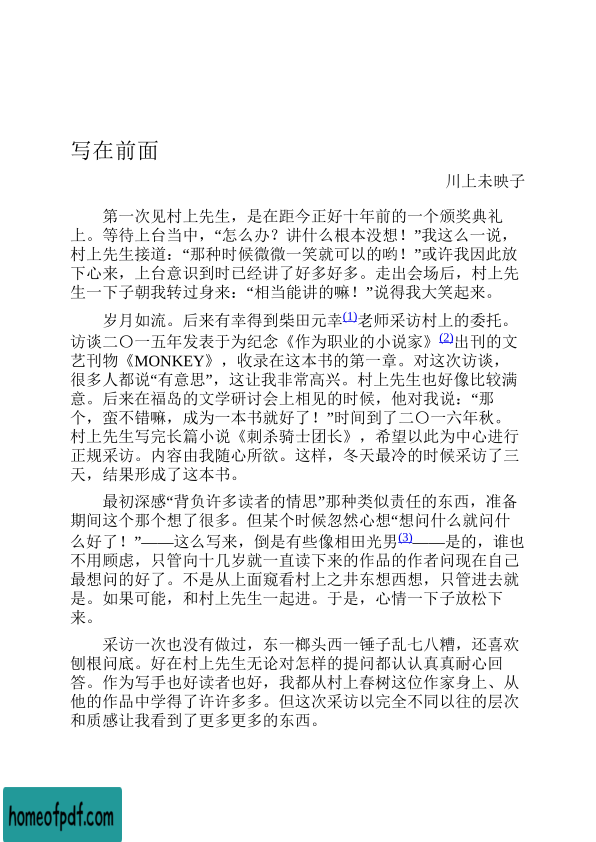 写在前面
川上未映子
第一次见村上先生，是在距今正好十年前的一个颁奖典礼
上。等待上台当中，“怎么办？讲什么根本没想！”我这么一说，
村上先生接道：“那种时候微微一笑就可以的哟！”或许我因此放
下心来，上台意识到时已经讲了好多好多。走出会场后，村上先
生一下子朝我转过身来：“相当能讲的嘛！”说得我大笑起来。
岁月如流。后来有幸得到柴田元幸(1)老师采访村上的委托。
访谈二〇一五年发表于为纪念《作为职业的小说家》(2)出刊的文
艺刊物《MONKEY》，收录在这本书的第一章。对这次访谈，
很多人都说“有意思”，这让我非常高兴。村上先生也好像比较满
意。后来在福岛的文学研讨会上相见的时候，他对我说：“那
个，蛮不错嘛，成为一本书就好了！”时间到了二〇一六年秋。
村上先生写完长篇小说《刺杀骑士团长》，希望以此为中心进行
正规采访。内容由我随心所欲。这样，冬天最冷的时候采访了三
天，结果形成了这本书。
最初深感“背负许多读者的情思”那种类似责任的东西，准备
期间这个那个想了很多。但某个时候忽然心想“想问什么就问什
么好了！”——这么写来，倒是有些像相田光男(3)——是的，谁也
不用顾虑，只管向十几岁就一直读下来的作品的作者问现在自己
最想问的好了。不是从上面窥看村上之井东想西想，只管进去就
是。如果可能，和村上先生一起进。于是，心情一下子放松下
来。
采访一次也没有做过，东一榔头西一锤子乱七八糟，还喜欢
刨根问底。好在村上先生无论对怎样的提问都认认真真耐心回
答。作为写手也好读者也好，我都从村上春树这位作家身上、从
他的作品中学得了许许多多。但这次采访以完全不同以往的层次
和质感让我看到了更多更多的东西。
homeofpdf.com